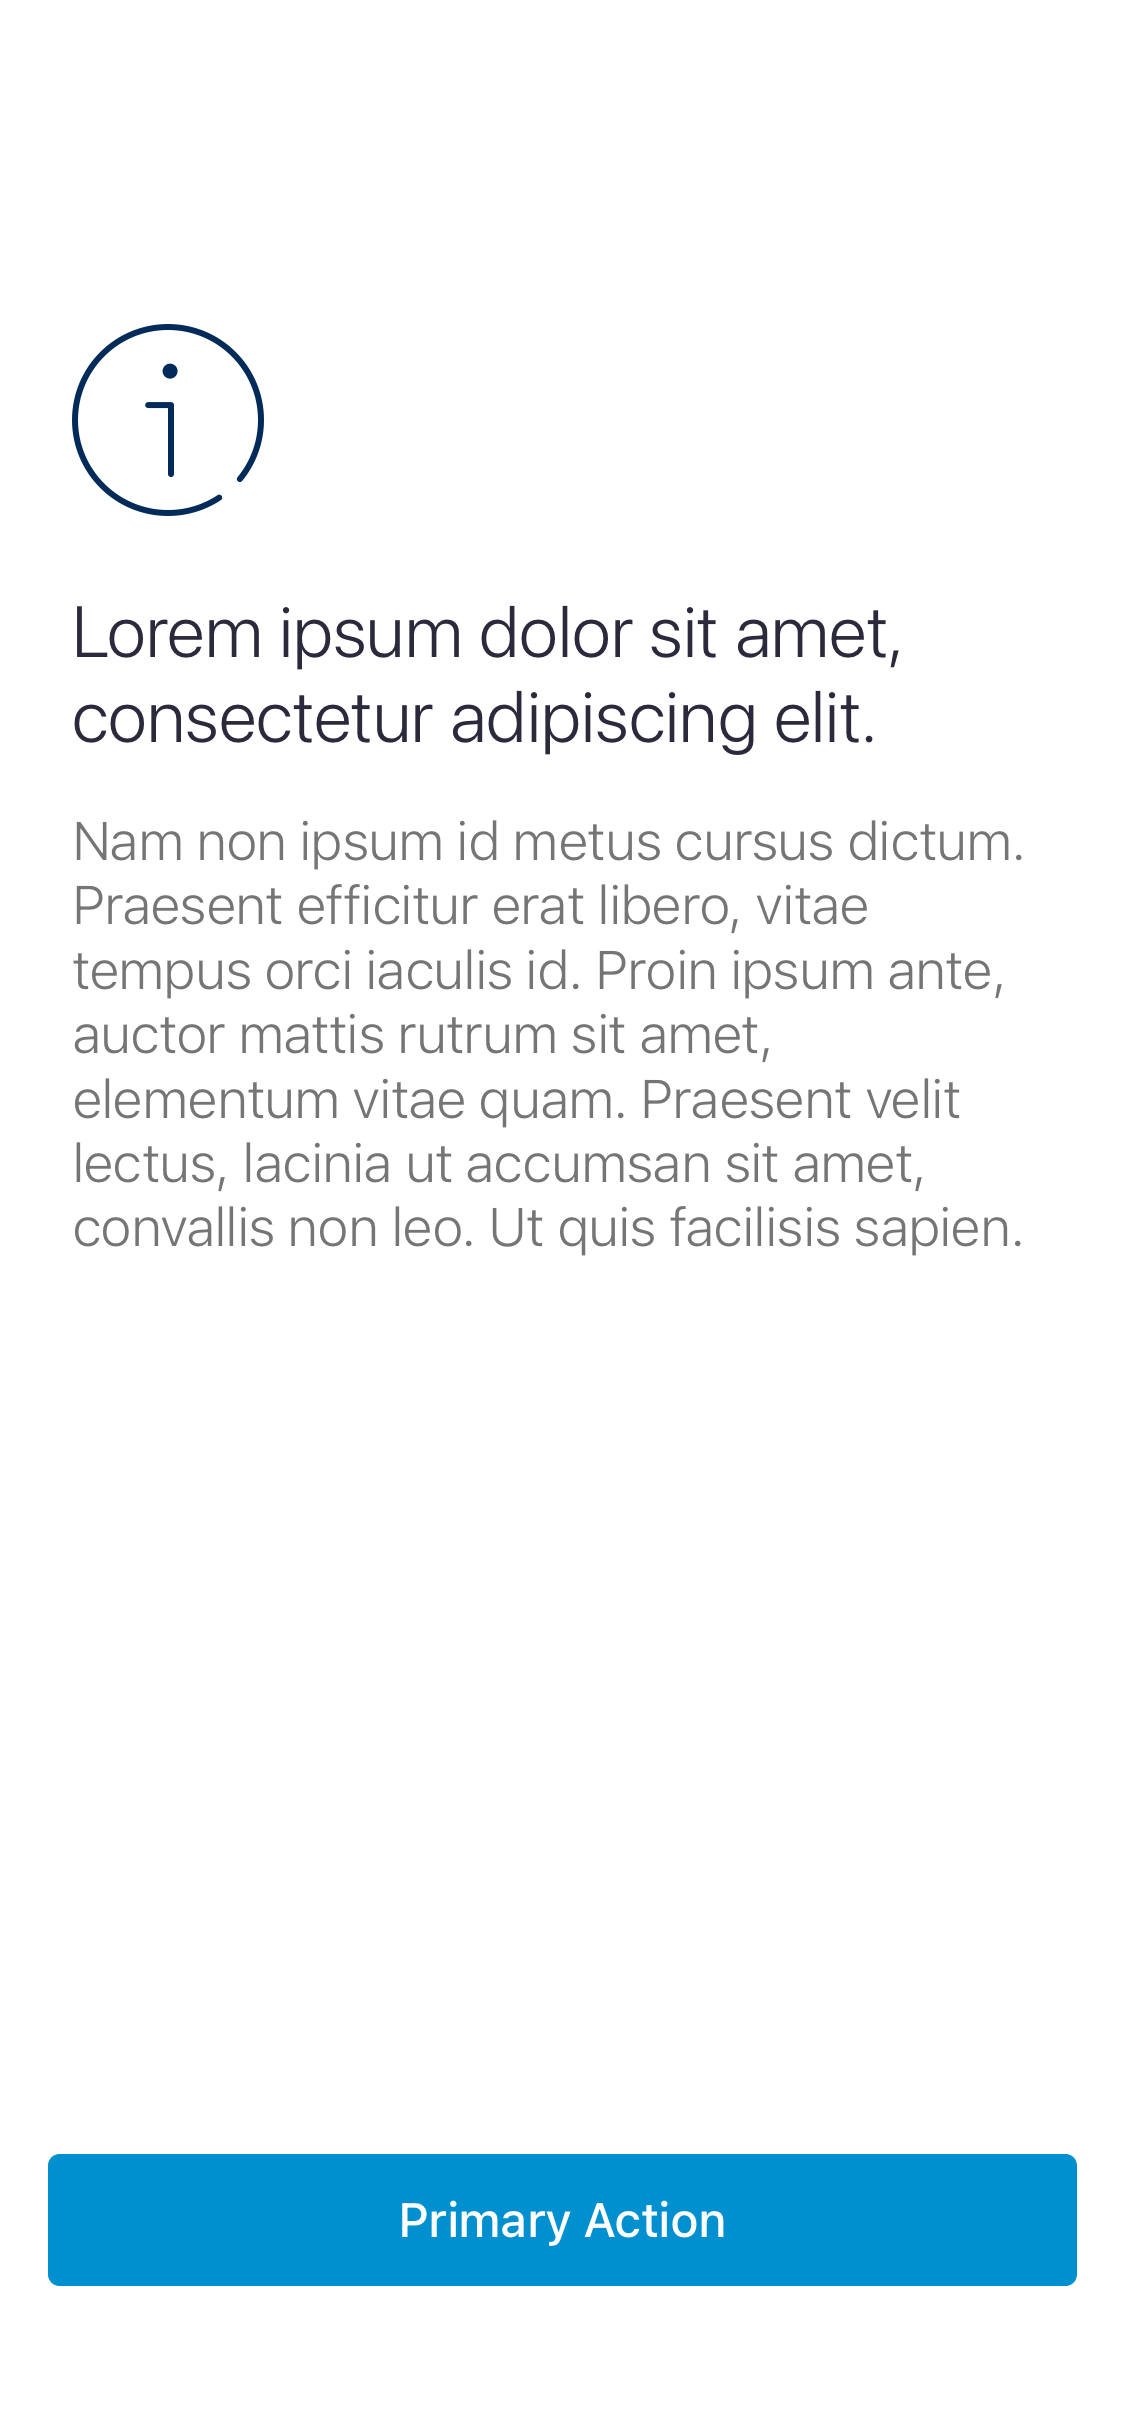 Lorem ipsum dolor sit amet,
consectetur adipiscing elit.
Nam non ipsum id metus cursus dictum.
Praesent efficitur erat libero, vitae
tempus orci iaculis id. Proin ipsum ante,
auctor mattis rutrum sit amet,
elementum vitae quam. Praesent velit
lectus, lacinia ut accumsan sit amet,
convallis non leo. Ut quis facilisis sapien.
Primary Action